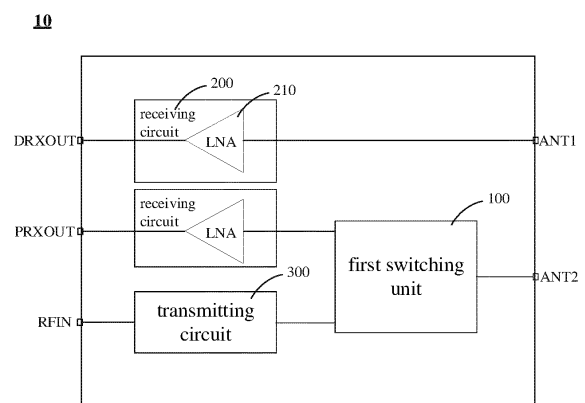 10
200
210
receiving
circuit
LNA
DRXOUT
ANT1
receiving
circuit
LNA
PRXOUT
100
first switching
unit
ANT2
300
transmitting
circuit
RFIN